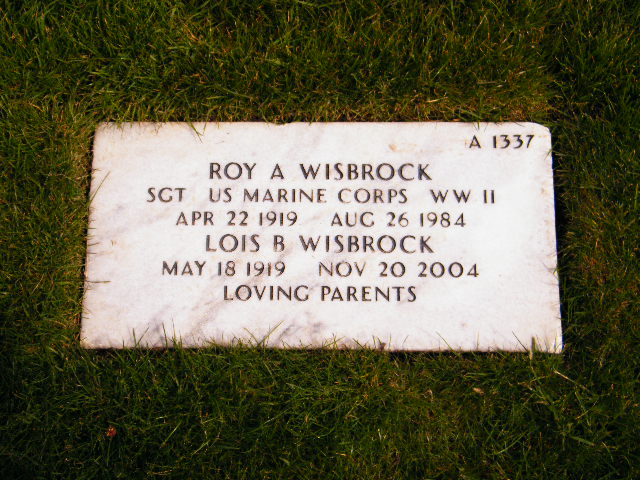 A 1337
ROY A WISBROCK
SGT US MARINE CORPS WW II
APR 22 1919 AUG 26 1984
LOIS B WISBROCK
MAY 18 1919 NOV 20 2004
LOVING PARENTS